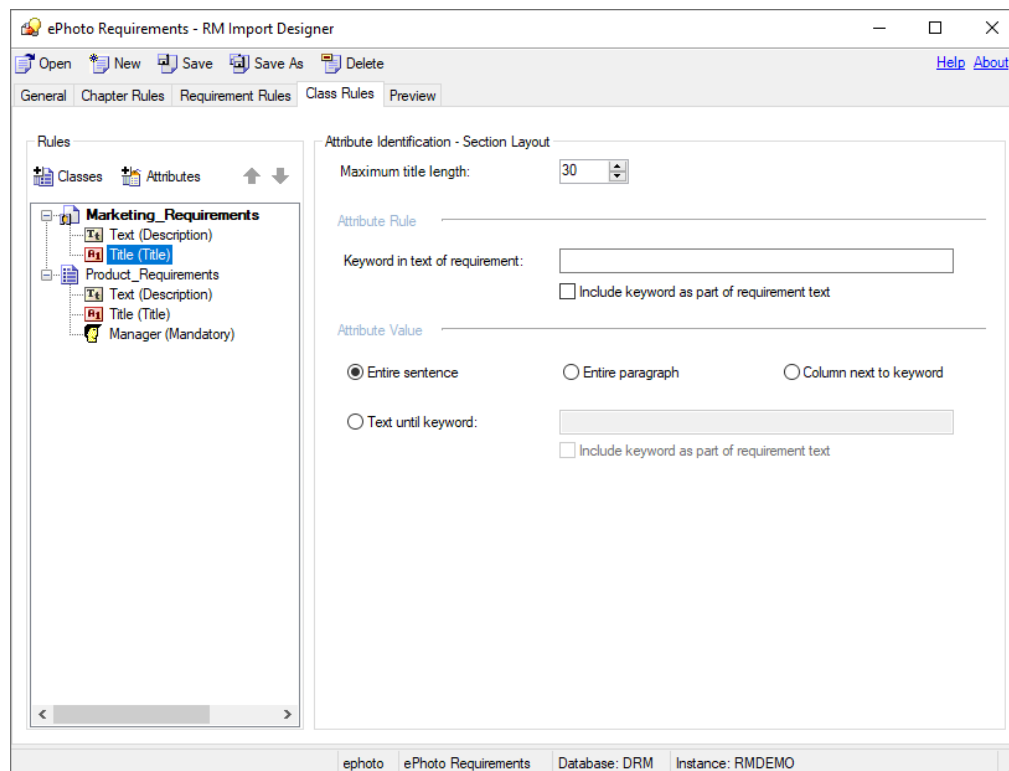 ePhoto Requirements - RM Import Designer
Open New Save Save As Delete Help About
General Chapter Rules Requirement Rules Class Rules Preview
Rules
Classes Attributes
Marketing_Requirements
Text (Description)
Title (Title)
Product_Requirements
Text (Description)
Title (Title)
Manager (Mandatory)
Attribute Identification - Section Layout
Maximum title length: 30
Attribute Rule
Keyword in text of requirement:
Include keyword as part of requirement text
Attribute Value
Entire sentence Entire paragraph Column next to keyword
Text until keyword:
Include keyword as part of requirement text
ephoto ePhoto Requirements Database: DRM Instance: RMDEMO